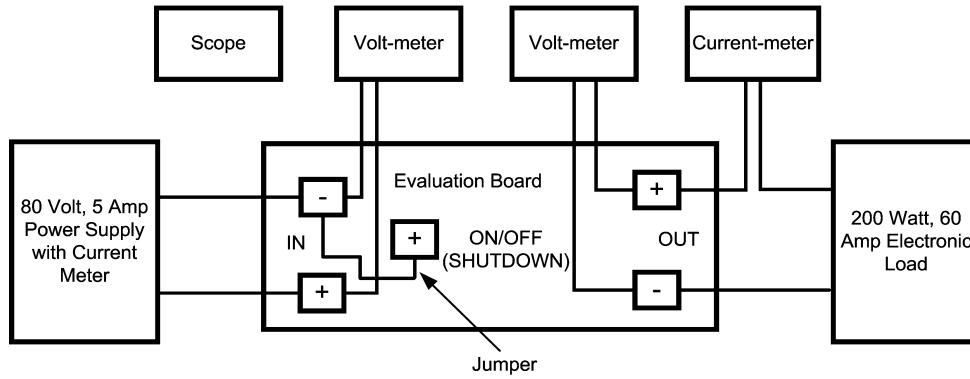 Scope
Volt-meter
Volt-meter
Current-meter
80 Volt, 5 Amp
Power Supply
with Current
Meter
-
IN
+
Evaluation Board
+
ON/OFF
(SHUTDOWN)
Jumper
+
OUT
-
200 Watt, 60
Amp Electronic
Load